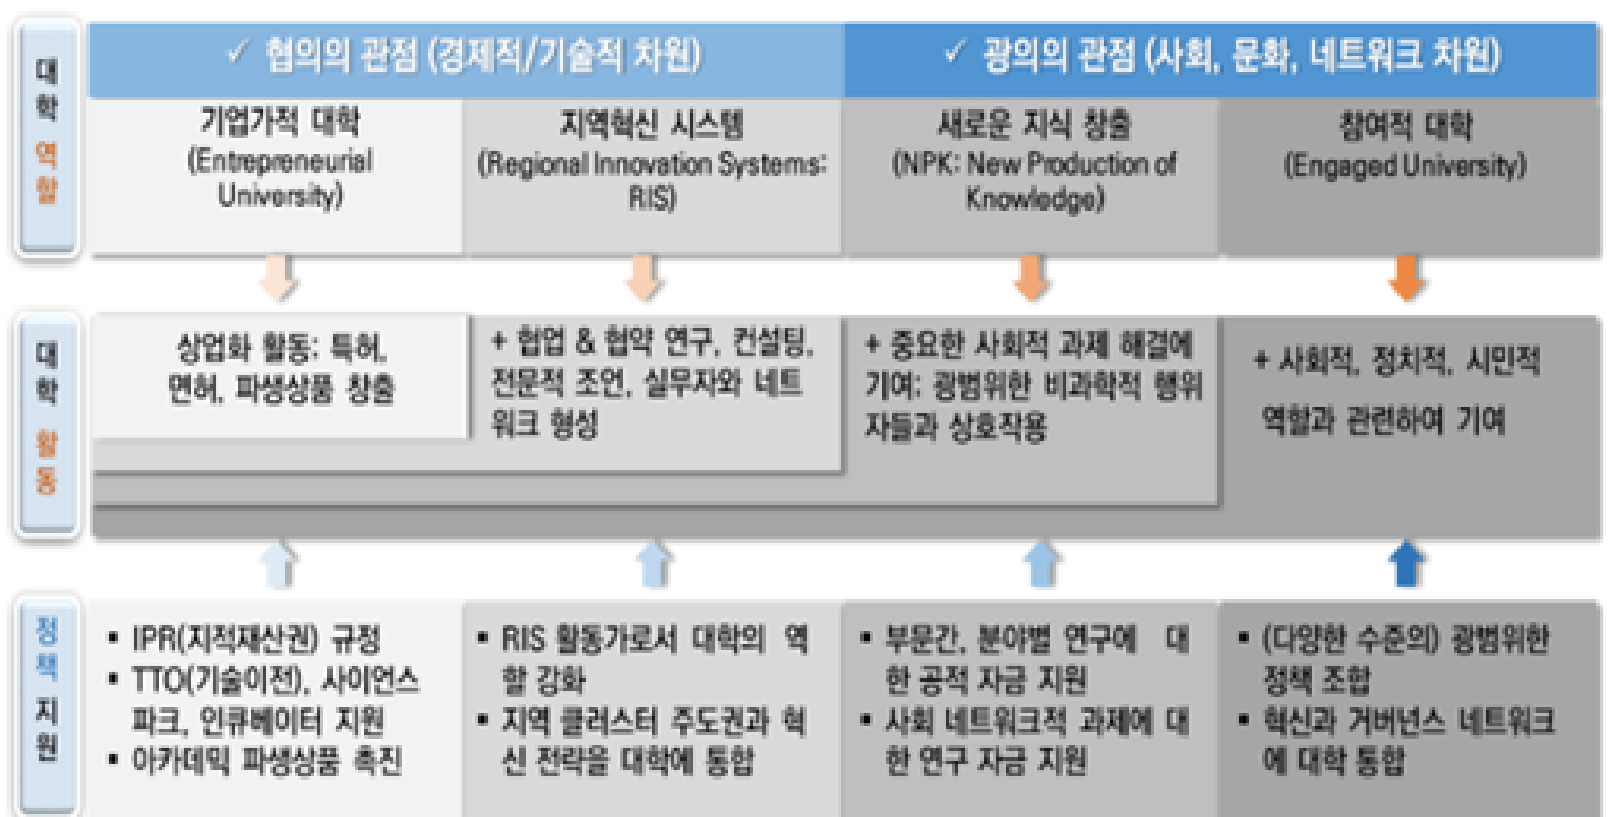 대학 역할
✓ 협의의 관점 (경제적/기술적 차원)
✓ 광의의 관점 (사회, 문화, 네트워크 차원)
기업가적 대학
(Entrepreneurial
University)
지역혁신 시스템
(Regional Innovation Systems:
RIS)
새로운 지식 창출
(NPK: New Production of
Knowledge)
참여적 대학
(Engaged University)
대학 활동
상업화 활동: 특허,
면허, 파생상품 창출
+ 협업 & 협약 연구, 컨설팅,
전문적 조언, 실무자와 네트
워크 형성
+ 중요한 사회적 과제 해결에
기여: 광범위한 비과학적 행위
자들과 상호작용
+ 사회적, 정치적, 시민적
역할과 관련하여 기여
정책 지원
▪ IPR(지적재산권) 규정
▪ TTO(기술이전), 사이언스
파크, 인큐베이터 지원
▪ 아카데믹 파생상품 촉진
▪ RIS 활동가로서 대학의 역
할 강화
▪ 지역 클러스터 주도권과 혁
신 전략을 대학에 통합
▪ 부문간, 분야별 연구에 대
한 공적 자금 지원
▪ 사회 네트워크적 과제에 대
한 연구 자금 지원
▪ (다양한 수준의) 광범위한
정책 조합
▪ 혁신과 거버넌스 네트워크
에 대학 통합